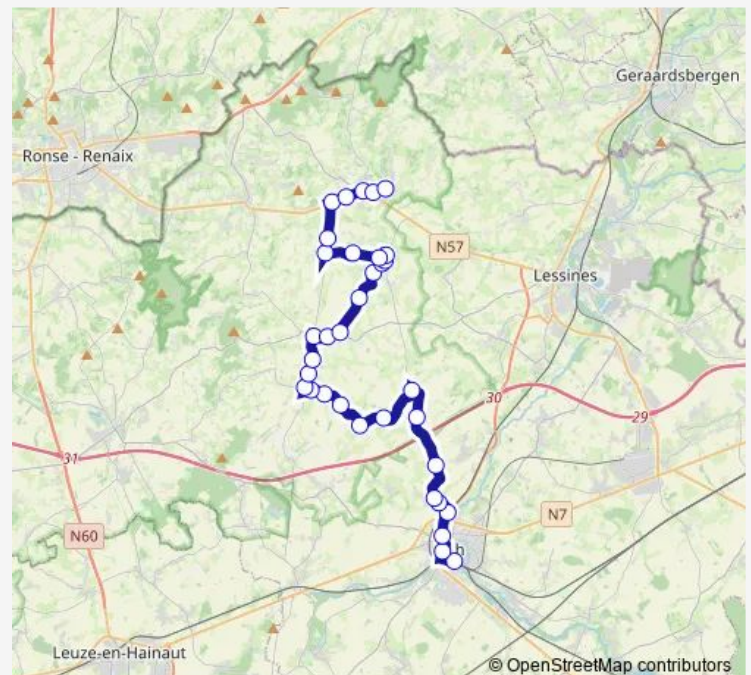 Geraardsbergen
Ronse - Renaix
N57
Lessines
30
29
31
N7
N60
h
Leuze-en-Hainaut
© OpenStreetMap contributors